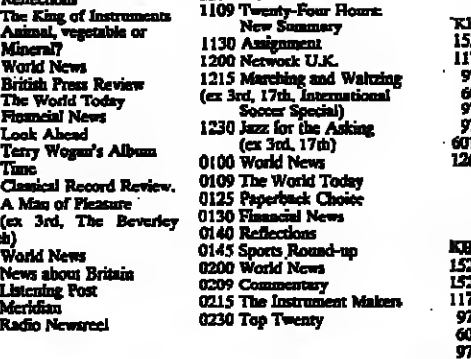 Reflections
The King of Instruments
Animal, vegetable or
Mineral?
World News
British Press Review
The World Today
Financial News
Look Ahead
Terry Wogan's Album
Time
Classical Record Review.
A Man of Pleasure
(ex 3rd, The Beverley
World News
News about Britain
Listening Post
Meridian
Radio Newsreel
1109 Twenty-Four Hours:
New Summary
1130 Assignment
1200 Network U.K.
1215 Marching and Waltzing
(ex 3rd, 17th, International
Soccer Special)
1230 Jazz for the Asking
(ex 3rd, 17th)
0100 World News
0109 The World Today
0125 Paperback Choice
0130 Financial News
0140 Reflections
0145 Sports Round-up
0200 World News
0209 Commentary
0215 The Instrument Makers
0230 Top Twenty